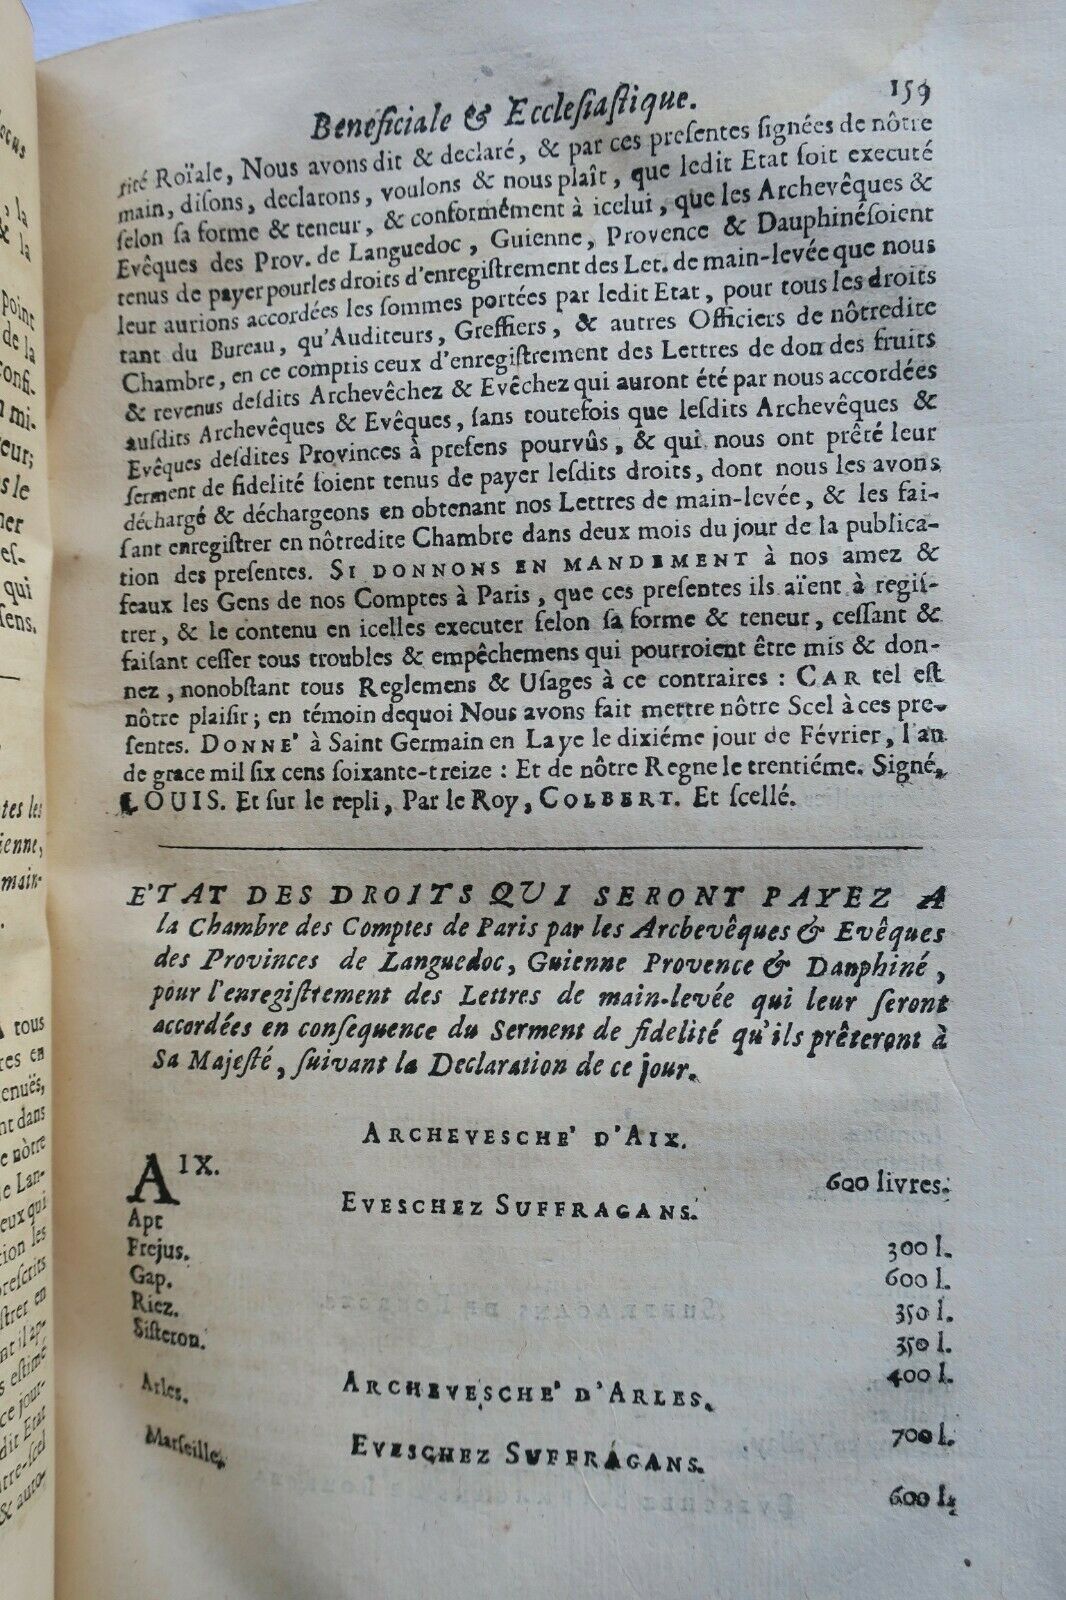 Beneficiale & Ecclesiastique. 159
rité Roïale, Nous avons dit & declaré, & par ces presentes signées de nôtre
main, disons, declarons, voulons & nous plaît, que ledit Etat soit executé
selon sa forme & teneur, & conformément à icelui, que les Archevêques &
Evêques des Prov. de Languedoc, Guienne, Provence & Dauphiné soient
tenus de payer pour les droits d'enregistrement des Let. de main-levée que nous
leur aurions accordées les sommes portées par ledit Etat, pour tous les droits
tant du Bureau, qu'Auditeurs, Greffiers, & autres Officiers de nôtredite
Chambre, en ce compris ceux d'enregistrement des Lettres de don des fruits
& revenus desdits Archevêchez & Evêchez qui auront été par nous accordées
ausdits Archevêques & Evêques, sans toutefois que lesdits Archevêques &
Evêques desdites Provinces à presens pourvûs, & qui nous ont prêté leur
serment de fidelité soient tenus de payer lesdits droits, dont nous les avons
déchargé & déchargeons en obtenant nos Lettres de main-levée, & les fai-
sant enregistrer en nôtredite Chambre dans deux mois du jour de la publica-
tion des presentes. SI DONNONS EN MANDEMENT à nos amez &
feaux les Gens de nos Comptes à Paris, que ces presentes ils aïent à regis-
trer, & le contenu en icelles executer selon sa forme & teneur, cessant &
faisant cesser tous troubles & empêchemens qui pourroient être mis & don-
nez, nonobstant tous Reglemens & Usages à ce contraires : CAR tel est
nôtre plaisir; en témoin dequoi Nous avons fait mettre nôtre Scel à ces pre-
sentes. DONNE' à Saint Germain en Laye le dixiéme jour de Février, l'an
de grace mil six cens soixante-treize : Et de nôtre Regne le trentiéme. Signé,
LOUIS. Et sur le repli, Par le Roy, COLBERT. Et scellé.
E'TAT DES DROITS QUI SERONT PAYEZ A
la Chambre des Comptes de Paris par les Archevêques & Evêques
des Provinces de Languedoc, Guienne Provence & Dauphiné,
pour l'enregistrement des Lettres de main-levée qui leur seront
accordées en consequence du Serment de fidelité qu'ils prêteront à
Sa Majesté, suivant la Declaration de ce jour.
ARCHEVESCHE' D'AIX.
AIX. 600 livres.
EVESCHEZ SUFFRAGANS.
Apt 300 l.
Frejus. 600 l.
Gap. 350 l.
Riez. 350 l.
Sisteron. 400 l.
ARCHEVESCHE' D'ARLES.
Arles. 700 l.
EVESCHEZ SUFFRAGANS.
Marseille, 600 l.